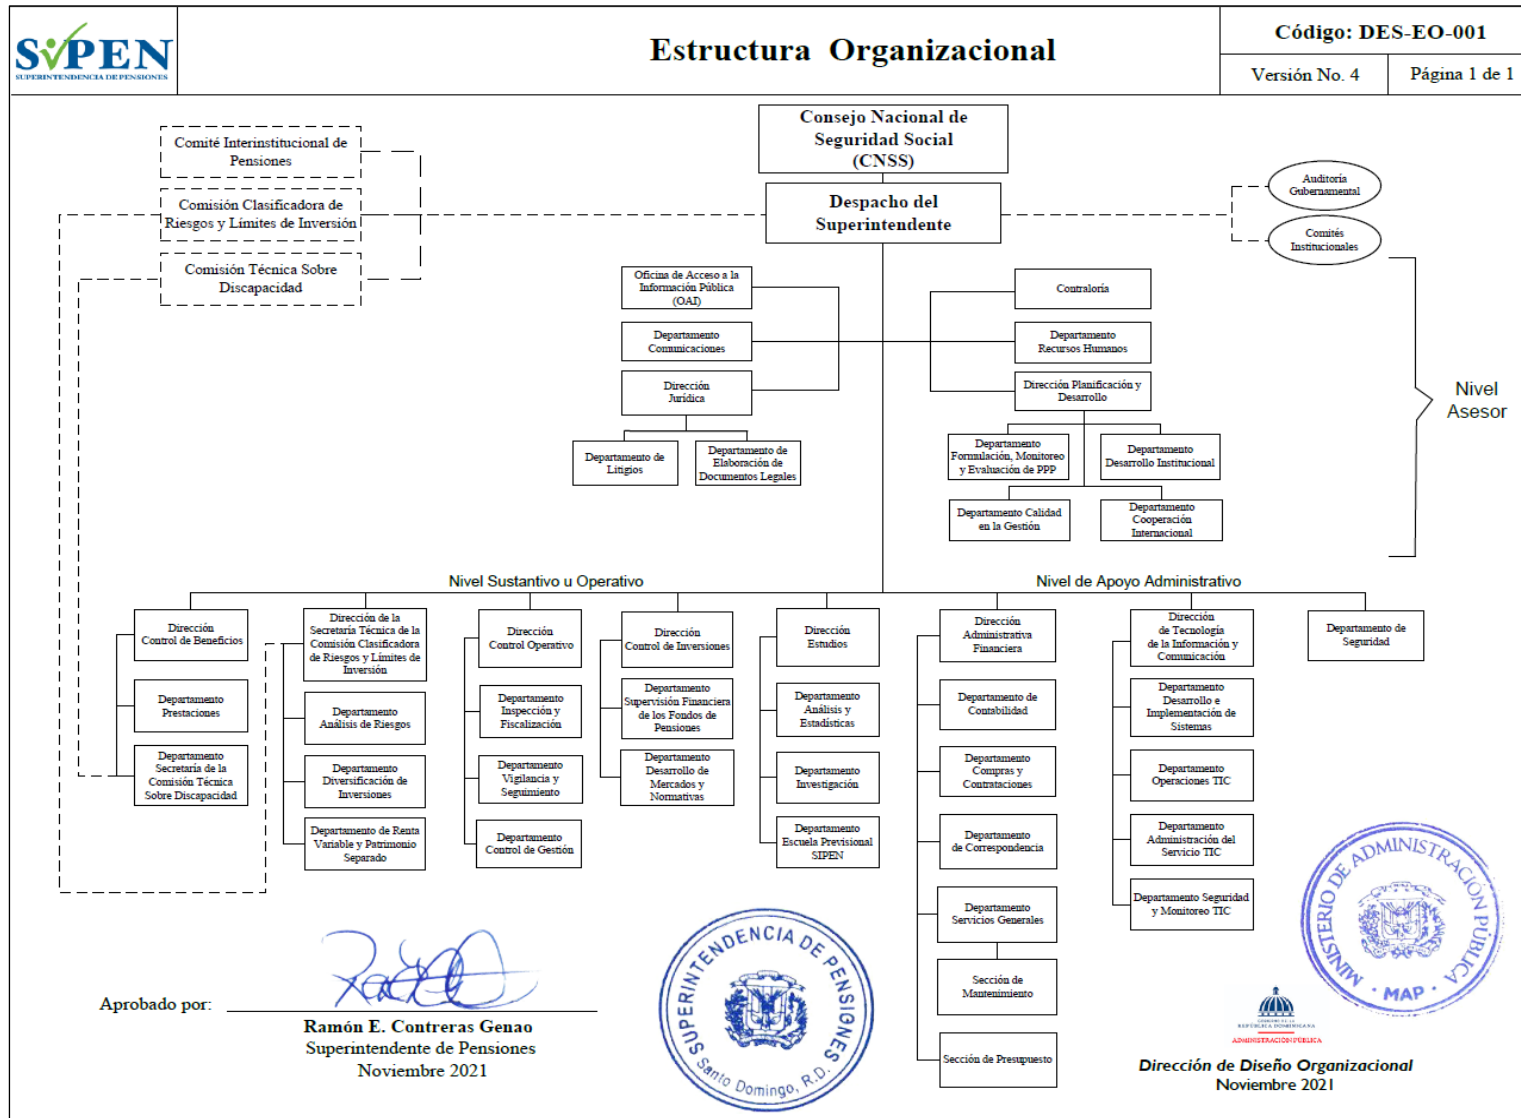 SIPEN
SUPERINTENDENCIA DE PENSIONES
Estructura Organizacional
Código: DES-EO-001
Versión No. 4
Página 1 de 1
Consejo Nacional de
Seguridad Social
(CNSS)
Despacho del
Superintendente
Comité Interinstitucional de
Pensiones
Comisión Clasificadora de
Riesgos y Límites de Inversión
Comisión Técnica Sobre
Discapacidad
Auditoría
Gubernamental
Comités
Institucionales
Oficina de Acceso a la
Información Pública
(OAI)
Contraloría
Departamento
Comunicaciones
Departamento
Recursos Humanos
Dirección
Jurídica
Dirección Planificación y
Desarrollo
Nivel
Asesor
Departamento de
Litigios
Departamento de
Elaboración de
Documentos Legales
Departamento
Formulación, Monitoreo
y Evaluación de PPP
Departamento
Desarrollo Institucional
Departamento Calidad
en la Gestión
Departamento
Cooperación
Internacional
Nivel Sustantivo u Operativo
Nivel de Apoyo Administrativo
Dirección
Control de Beneficios
Departamento
Prestaciones
Departamento
Secretaría de la
Comisión Técnica
Sobre Discapacidad
Dirección de la
Secretaría Técnica de la
Comisión Clasificadora
de Riesgos y Límites de
Inversión
Departamento
Análisis de Riesgos
Departamento
Diversificación de
Inversiones
Departamento de Renta
Variable y Patrimonio
Separado
Dirección
Control Operativo
Departamento
Inspección y
Fiscalización
Departamento
Vigilancia y
Seguimiento
Departamento
Control de Gestión
Dirección
Control de Inversiones
Departamento
Supervisión Financiera
de los Fondos de
Pensiones
Departamento
Desarrollo de
Mercados y
Normativas
Dirección
Estudios
Departamento
Análisis y
Estadísticas
Departamento
Investigación
Departamento
Escuela Previsional
SIPEN
Dirección
Administrativa
Financiera
Departamento de
Contabilidad
Departamento
Compras y
Contrataciones
Departamento
de Correspondencia
Departamento
Servicios Generales
Sección de
Mantenimiento
Sección de Presupuesto
Dirección
de Tecnología
de la Información y
Comunicación
Departamento
Desarrollo e
Implementación de
Sistemas
Departamento
Operaciones TIC
Departamento
Administración del
Servicio TIC
Departamento Seguridad
y Monitoreo TIC
Departamento de
Seguridad
Aprobado por:
Ramón E. Contreras Genao
Superintendente de Pensiones
Noviembre 2021
SUPERINTENDENCIA DE PENSIONES
Santo Domingo, R.D.
MINISTERIO DE ADMINISTRACIÓN PÚBLICA
· MAP ·
GOBIERNO DE LA
REPÚBLICA DOMINICANA
ADMINISTRACIÓN PÚBLICA
Dirección de Diseño Organizacional
Noviembre 2021